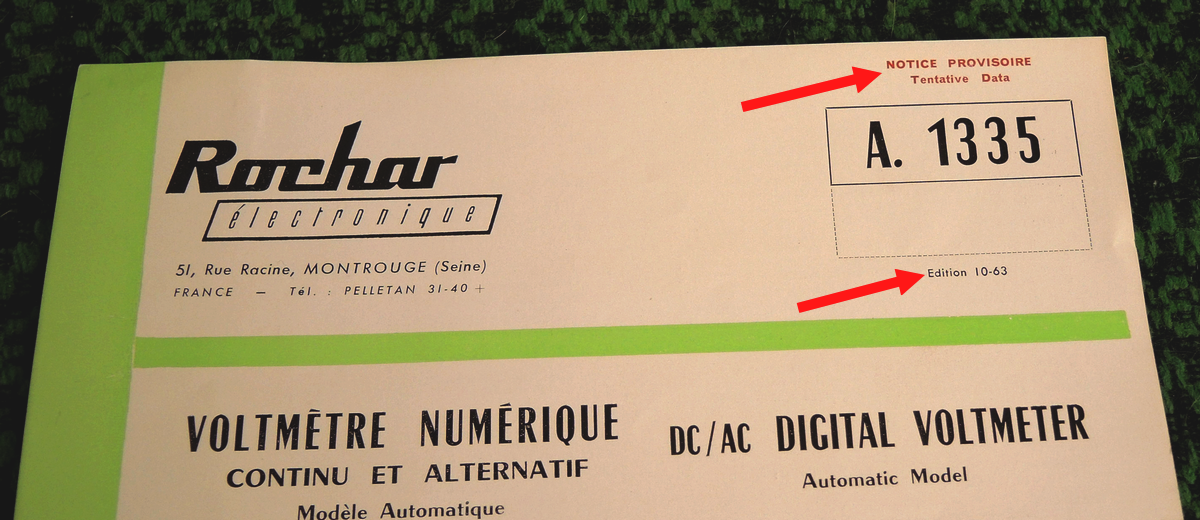 NOTICE PROVISOIRE
Tentative Data
A. 1335
Rochar
électronique
51, Rue Racine, MONTROUGE (Seine)
FRANCE — Tél. : PELLETAN 31-40 +
Edition 10-63
VOLTMÈTRE NUMÉRIQUE
CONTINU ET ALTERNATIF
Modèle Automatique
DC/AC DIGITAL VOLTMETER
Automatic Model